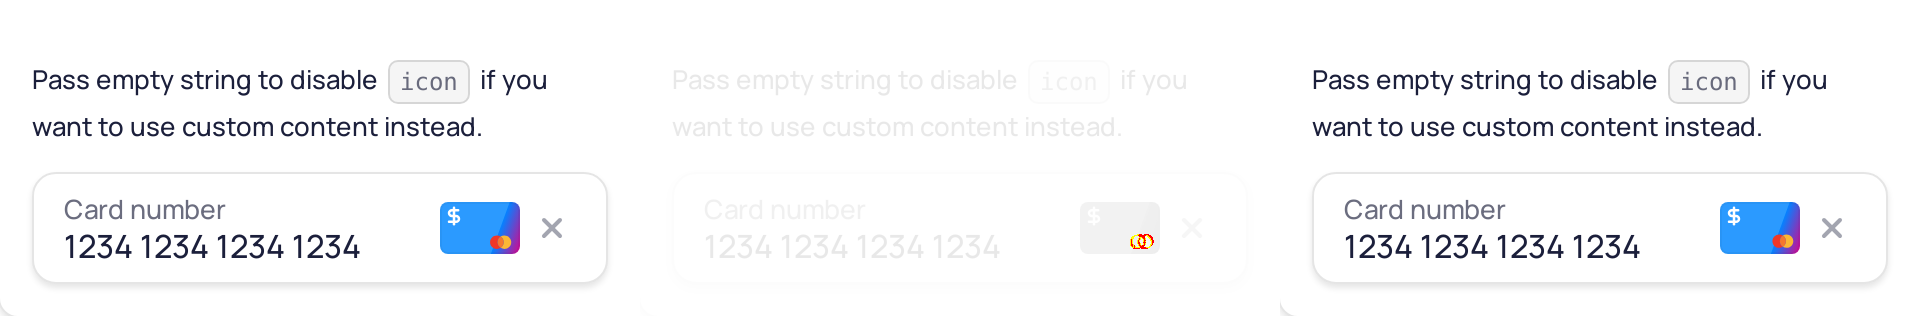 Pass empty string to disable icon if you
want to use custom content instead.
Card number
1234 1234 1234 1234
$
Pass empty string to disable icon if you
want to use custom content instead.
Card number
1234 1234 1234 1234
$
Pass empty string to disable icon if you
want to use custom content instead.
Card number
1234 1234 1234 1234
$